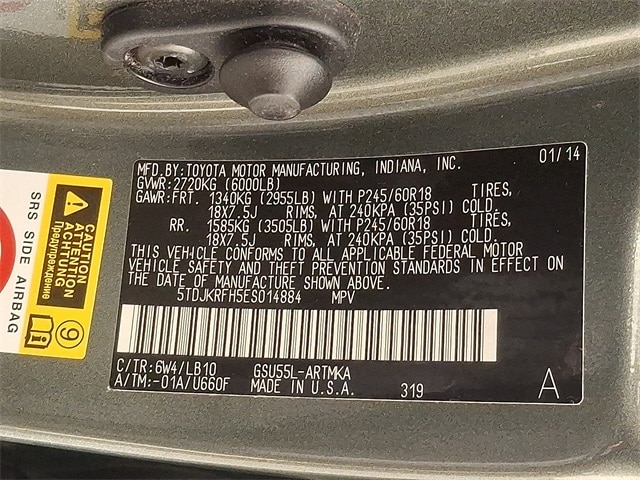 MFD.BY:TOYOTA MOTOR MANUFACTURING, INDIANA, INC. 01/14
GVWR:2720KG (6000LB)
GAWR:FRT. 1340KG (2955LB) WITH P245/60R18 TIRES,
18X7.5J RIMS, AT 240KPA (35PSI) COLD.
RR. 1585KG (3505LB) WITH P245/60R18 TIRES,
18X7.5J RIMS, AT 240KPA (35PSI) COLD.
THIS VEHICLE CONFORMS TO ALL APPLICABLE FEDERAL MOTOR
VEHICLE SAFETY AND THEFT PREVENTION STANDARDS IN EFFECT ON
THE DATE OF MANUFACTURE SHOWN ABOVE.
5TDJKRFH5ES014884 MPV
C/TR:6W4/LB10 GSU55L-ARTMKA
A/TM:-01A/U660F MADE IN U.S.A. 319 A
SRS SIDE AIRBAG
CAUTION
ATTENTION
ACHTUNG
Предупреждение
9